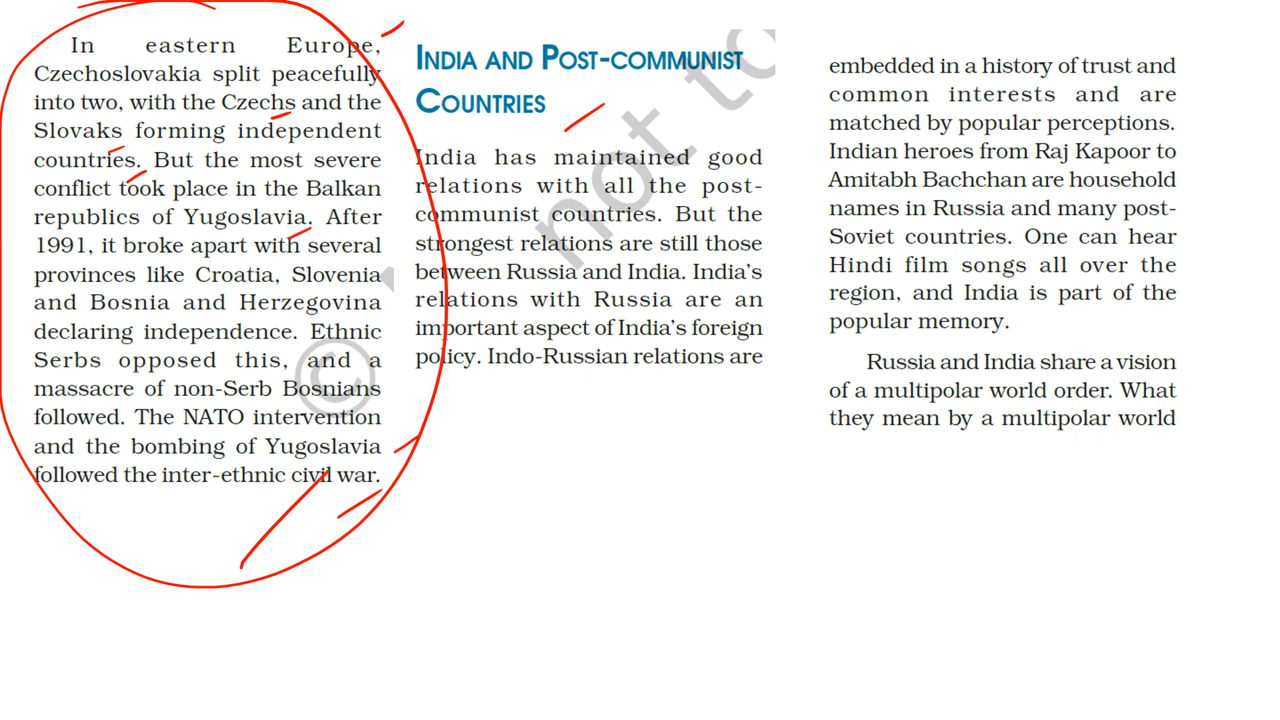 In eastern Europe,
Czechoslovakia split peacefully
into two, with the Czechs and the
Slovaks forming independent
countries. But the most severe
conflict took place in the Balkan
republics of Yugoslavia. After
1991, it broke apart with several
provinces like Croatia, Slovenia
and Bosnia and Herzegovina
declaring independence. Ethnic
Serbs opposed this, and a
massacre of non-Serb Bosnians
followed. The NATO intervention
and the bombing of Yugoslavia
followed the inter-ethnic civil war.
INDIA AND POST-COMMUNIST
COUNTRIES
India has maintained good
relations with all the post-
communist countries. But the
strongest relations are still those
between Russia and India. India's
relations with Russia are an
important aspect of India's foreign
policy. Indo-Russian relations are
embedded in a history of trust and
common interests and are
matched by popular perceptions.
Indian heroes from Raj Kapoor to
Amitabh Bachchan are household
names in Russia and many post-
Soviet countries. One can hear
Hindi film songs all over the
region, and India is part of the
popular memory.
Russia and India share a vision
of a multipolar world order. What
they mean by a multipolar world
©
not to